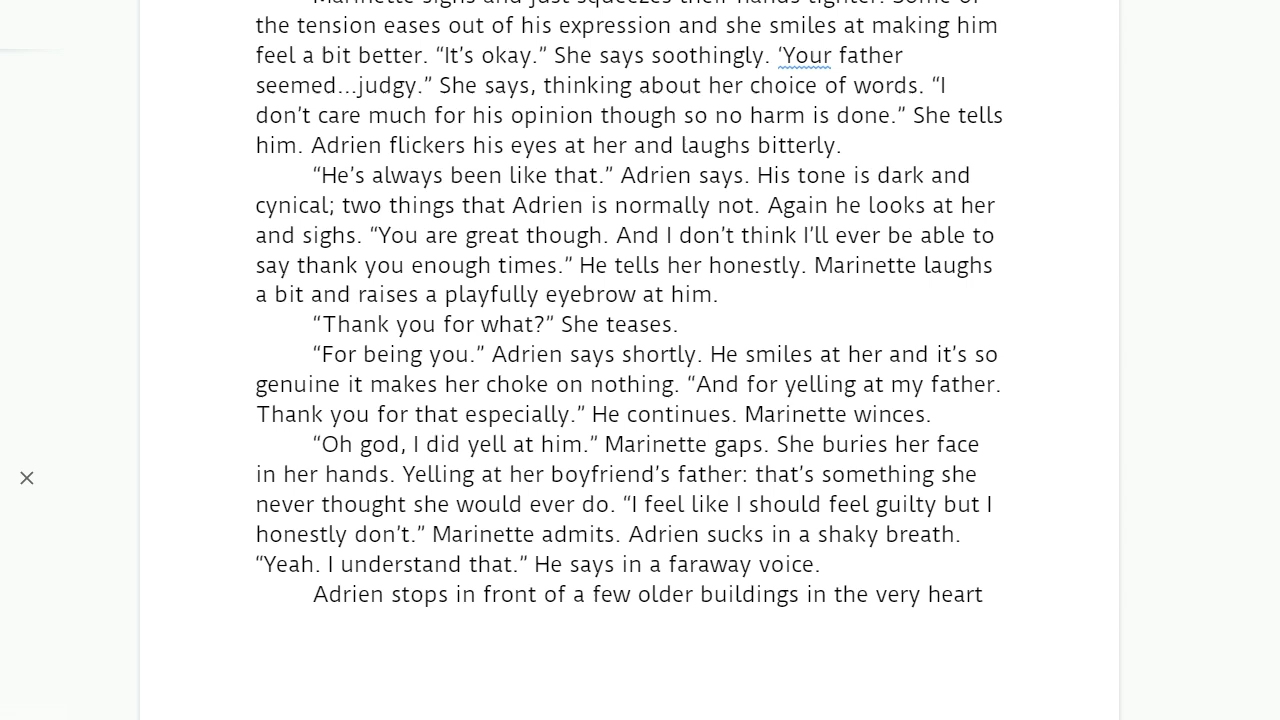 Marinette sighs and just squeezes their hands tighter. Some of
the tension eases out of his expression and she smiles at making him
feel a bit better. “It’s okay.” She says soothingly. ‘Your father
seemed...judgy.” She says, thinking about her choice of words. “I
don’t care much for his opinion though so no harm is done.” She tells
him. Adrien flickers his eyes at her and laughs bitterly.
“He’s always been like that.” Adrien says. His tone is dark and
cynical; two things that Adrien is normally not. Again he looks at her
and sighs. “You are great though. And I don’t think I’ll ever be able to
say thank you enough times.” He tells her honestly. Marinette laughs
a bit and raises a playfully eyebrow at him.
“Thank you for what?” She teases.
“For being you.” Adrien says shortly. He smiles at her and it’s so
genuine it makes her choke on nothing. “And for yelling at my father.
Thank you for that especially.” He continues. Marinette winces.
“Oh god, I did yell at him.” Marinette gaps. She buries her face
in her hands. Yelling at her boyfriend’s father: that’s something she
never thought she would ever do. “I feel like I should feel guilty but I
honestly don’t.” Marinette admits. Adrien sucks in a shaky breath.
“Yeah. I understand that.” He says in a faraway voice.
Adrien stops in front of a few older buildings in the very heart